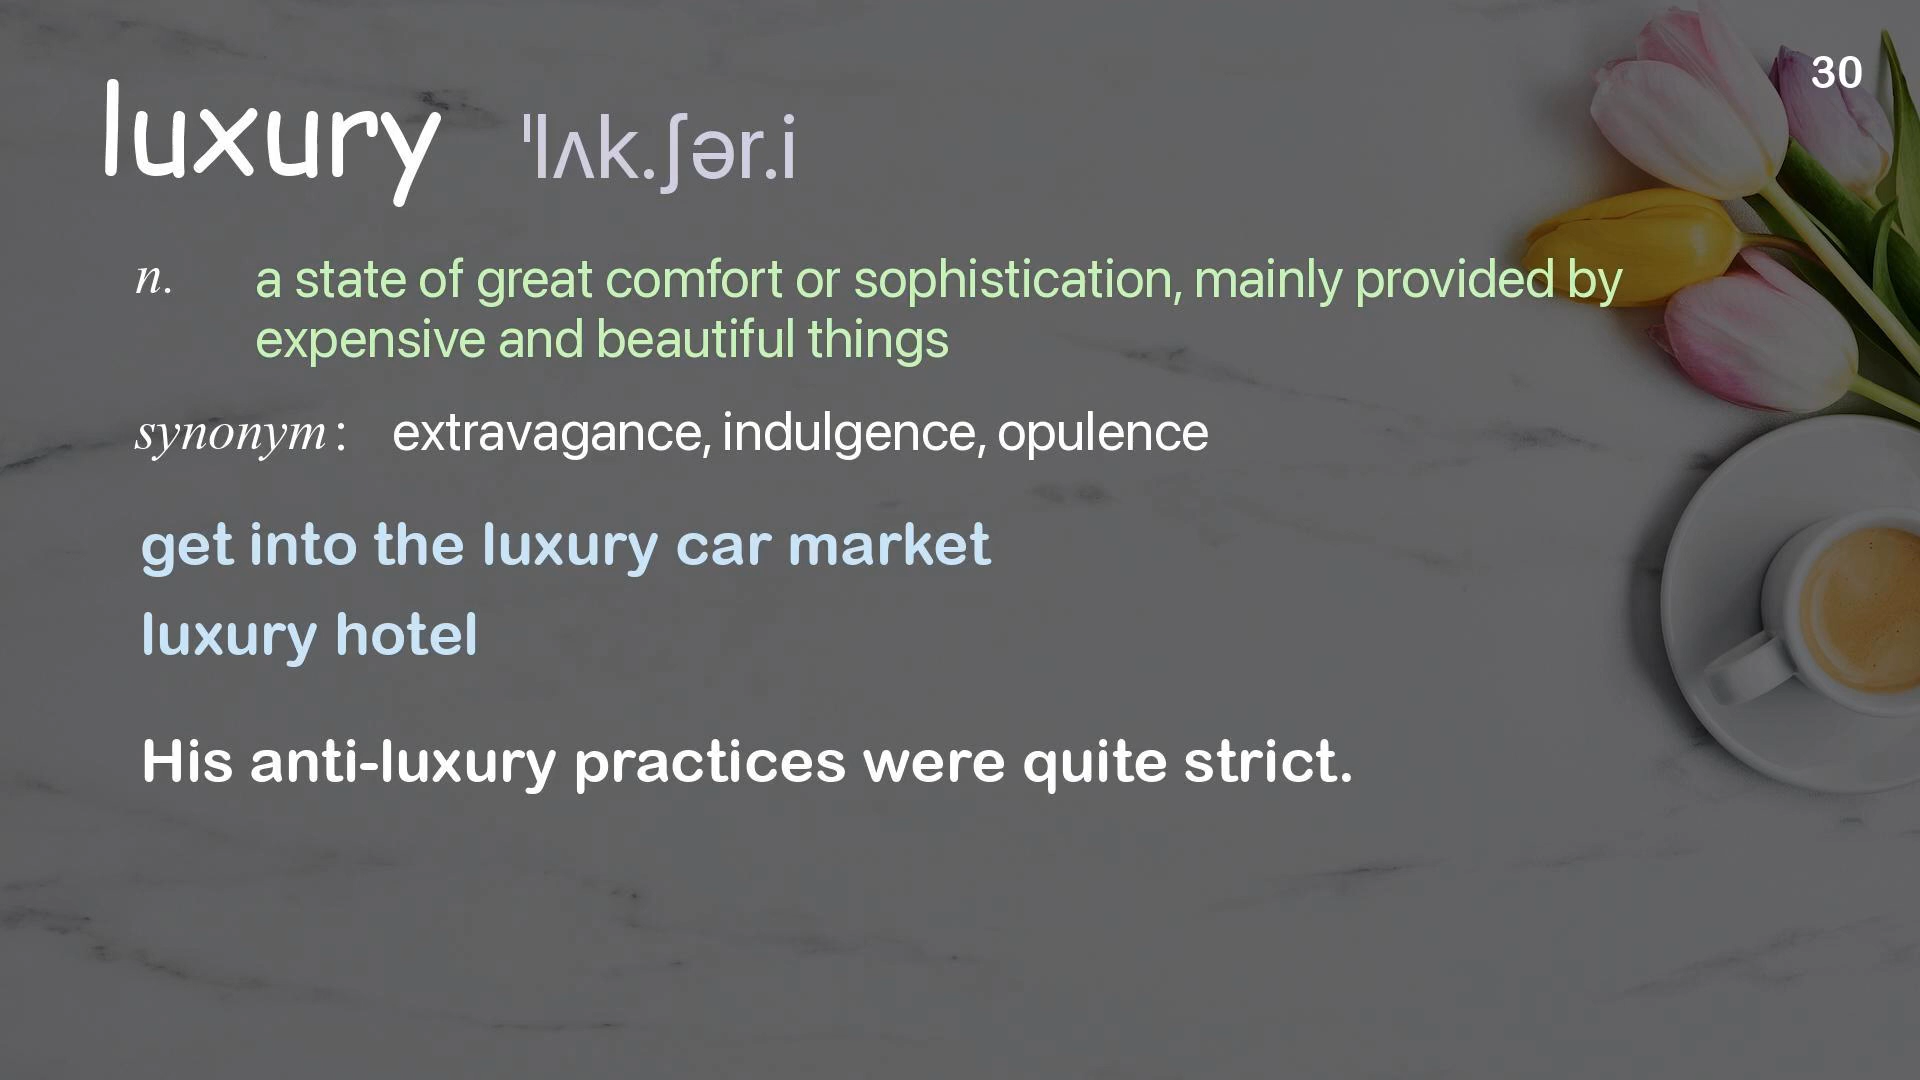 30
luxury ˈlʌk.ʃər.i
n. a state of great comfort or sophistication, mainly provided by
expensive and beautiful things
synonym: extravagance, indulgence, opulence
get into the luxury car market
luxury hotel
His anti-luxury practices were quite strict.